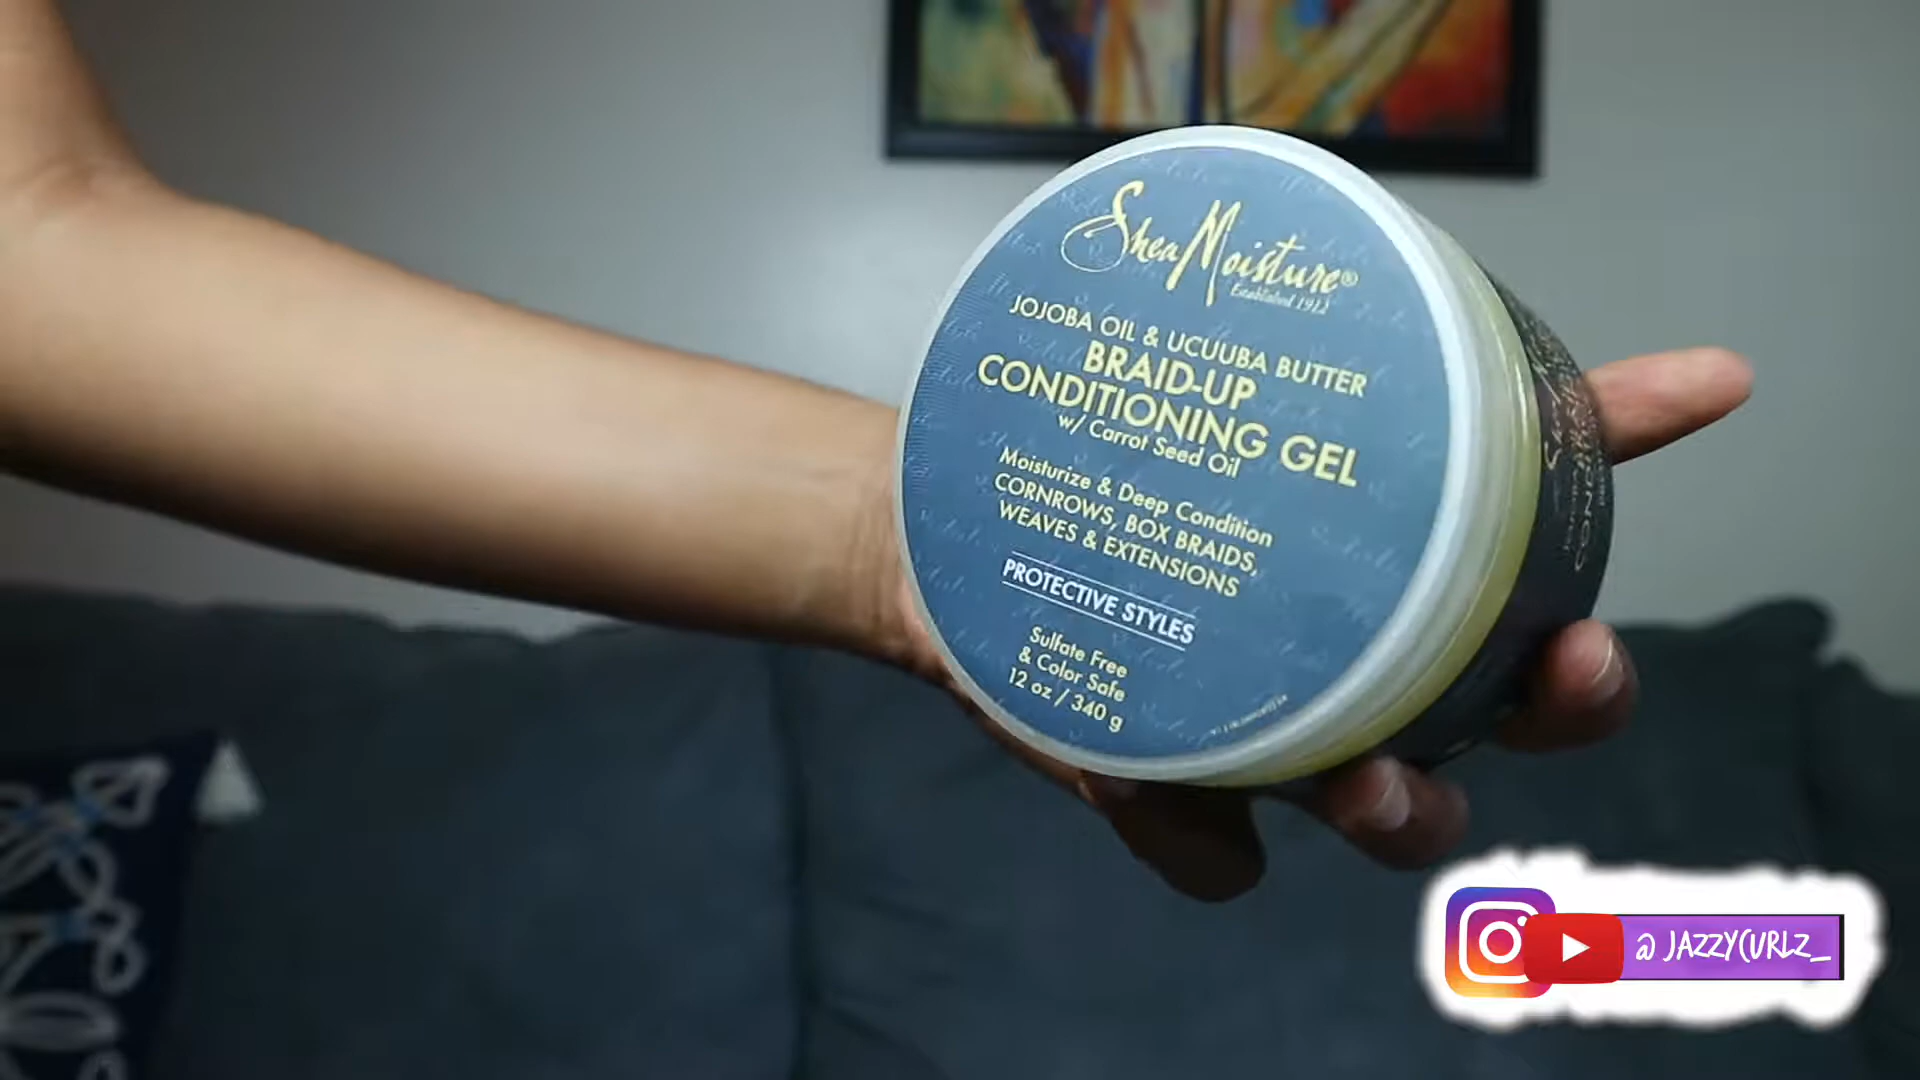 SheaMoisture®
Established 1912
JOJOBA OIL & UCUUBA BUTTER
BRAID-UP
CONDITIONING GEL
w/ Carrot Seed Oil
Moisturize & Deep Condition
CORNROWS, BOX BRAIDS,
WEAVES & EXTENSIONS
PROTECTIVE STYLES
Sulfate Free
& Color Safe
12 oz / 340 g
@ JAZZYCURLZ_